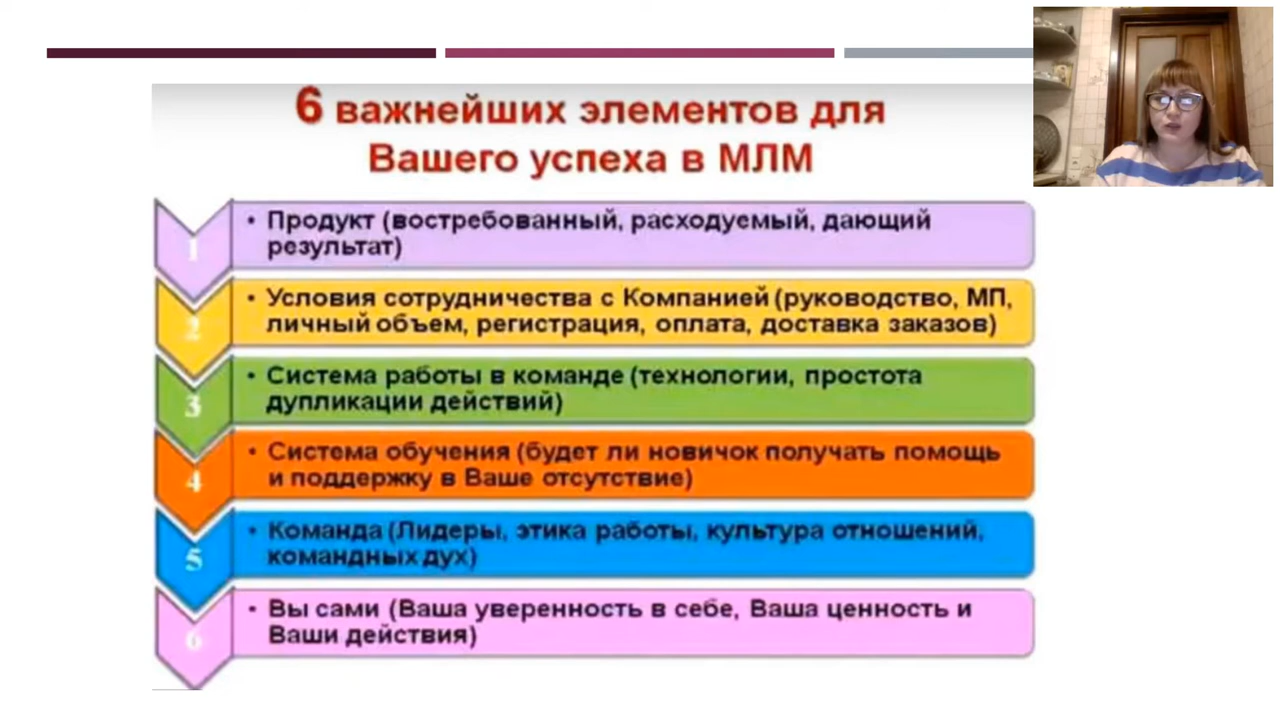 6 важнейших элементов для
Вашего успеха в МЛМ
1
• Продукт (востребованный, расходуемый, дающий
результат)
2
• Условия сотрудничества с Компанией (руководство, МП,
личный объем, регистрация, оплата, доставка заказов)
3
• Система работы в команде (технологии, простота
дупликации действий)
4
• Система обучения (будет ли новичок получать помощь
и поддержку в Ваше отсутствие)
5
• Команда (Лидеры, этика работы, культура отношений,
командных дух)
6
• Вы сами (Ваша уверенность в себе, Ваша ценность и
Ваши действия)